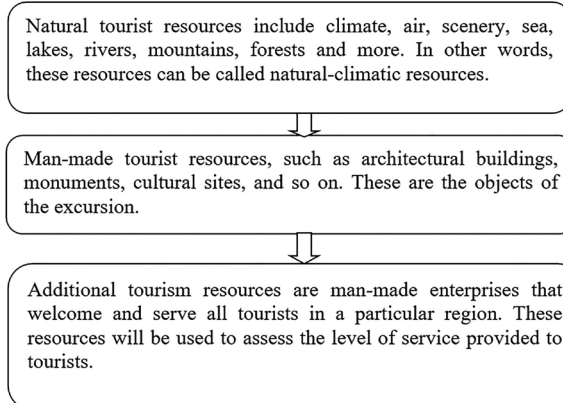 Natural tourist resources include climate, air, scenery, sea,
lakes, rivers, mountains, forests and more. In other words,
these resources can be called natural-climatic resources.
Man-made tourist resources, such as architectural buildings,
monuments, cultural sites, and so on. These are the objects of
the excursion.
Additional tourism resources are man-made enterprises that
welcome and serve all tourists in a particular region. These
resources will be used to assess the level of service provided to
tourists.